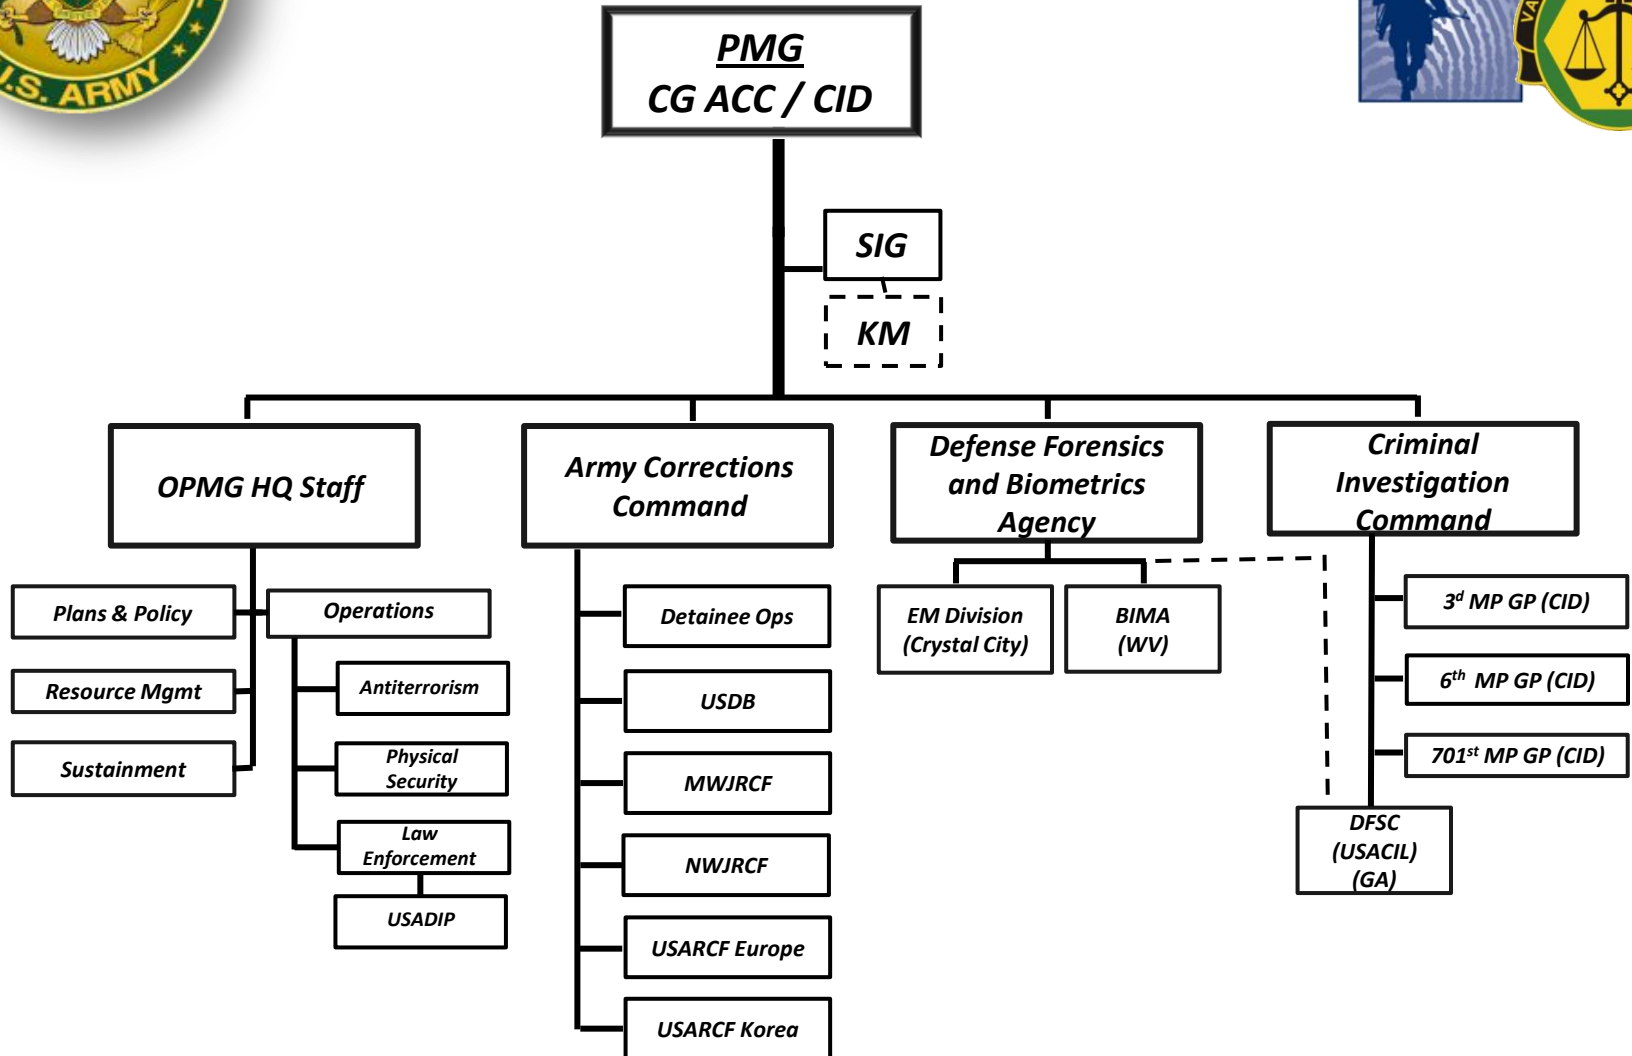 U.S. ARMY
VA
PMG
CG ACC / CID
SIG
KM
OPMG HQ Staff
Army Corrections
Command
Defense Forensics
and Biometrics
Agency
Criminal
Investigation
Command
Plans & Policy
Operations
Resource Mgmt
Antiterrorism
Sustainment
Physical
Security
Law
Enforcement
USADIP
Detainee Ops
USDB
MWJRCF
NWJRCF
USARCF Europe
USARCF Korea
EM Division
(Crystal City)
BIMA
(WV)
3d MP GP (CID)
6th MP GP (CID)
701st MP GP (CID)
DFSC
(USACIL)
(GA)